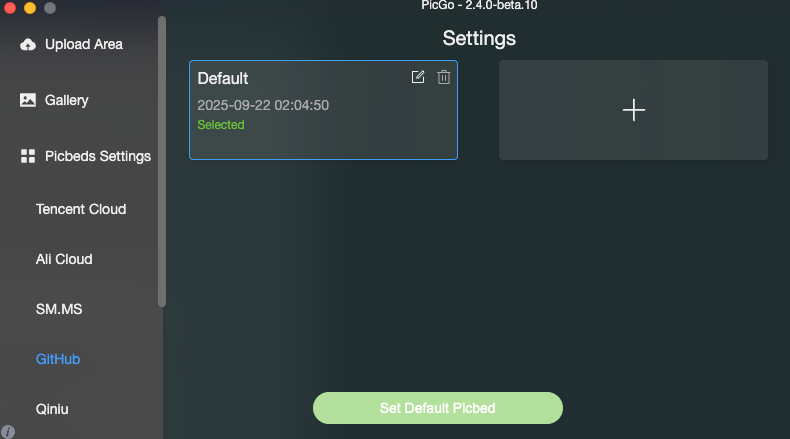 PicGo - 2.4.0-beta.10
Upload Area
Gallery
Picbeds Settings
Tencent Cloud
Ali Cloud
SM.MS
GitHub
Qiniu
Settings
Default
2025-09-22 02:04:50
Selected
Set Default Picbed